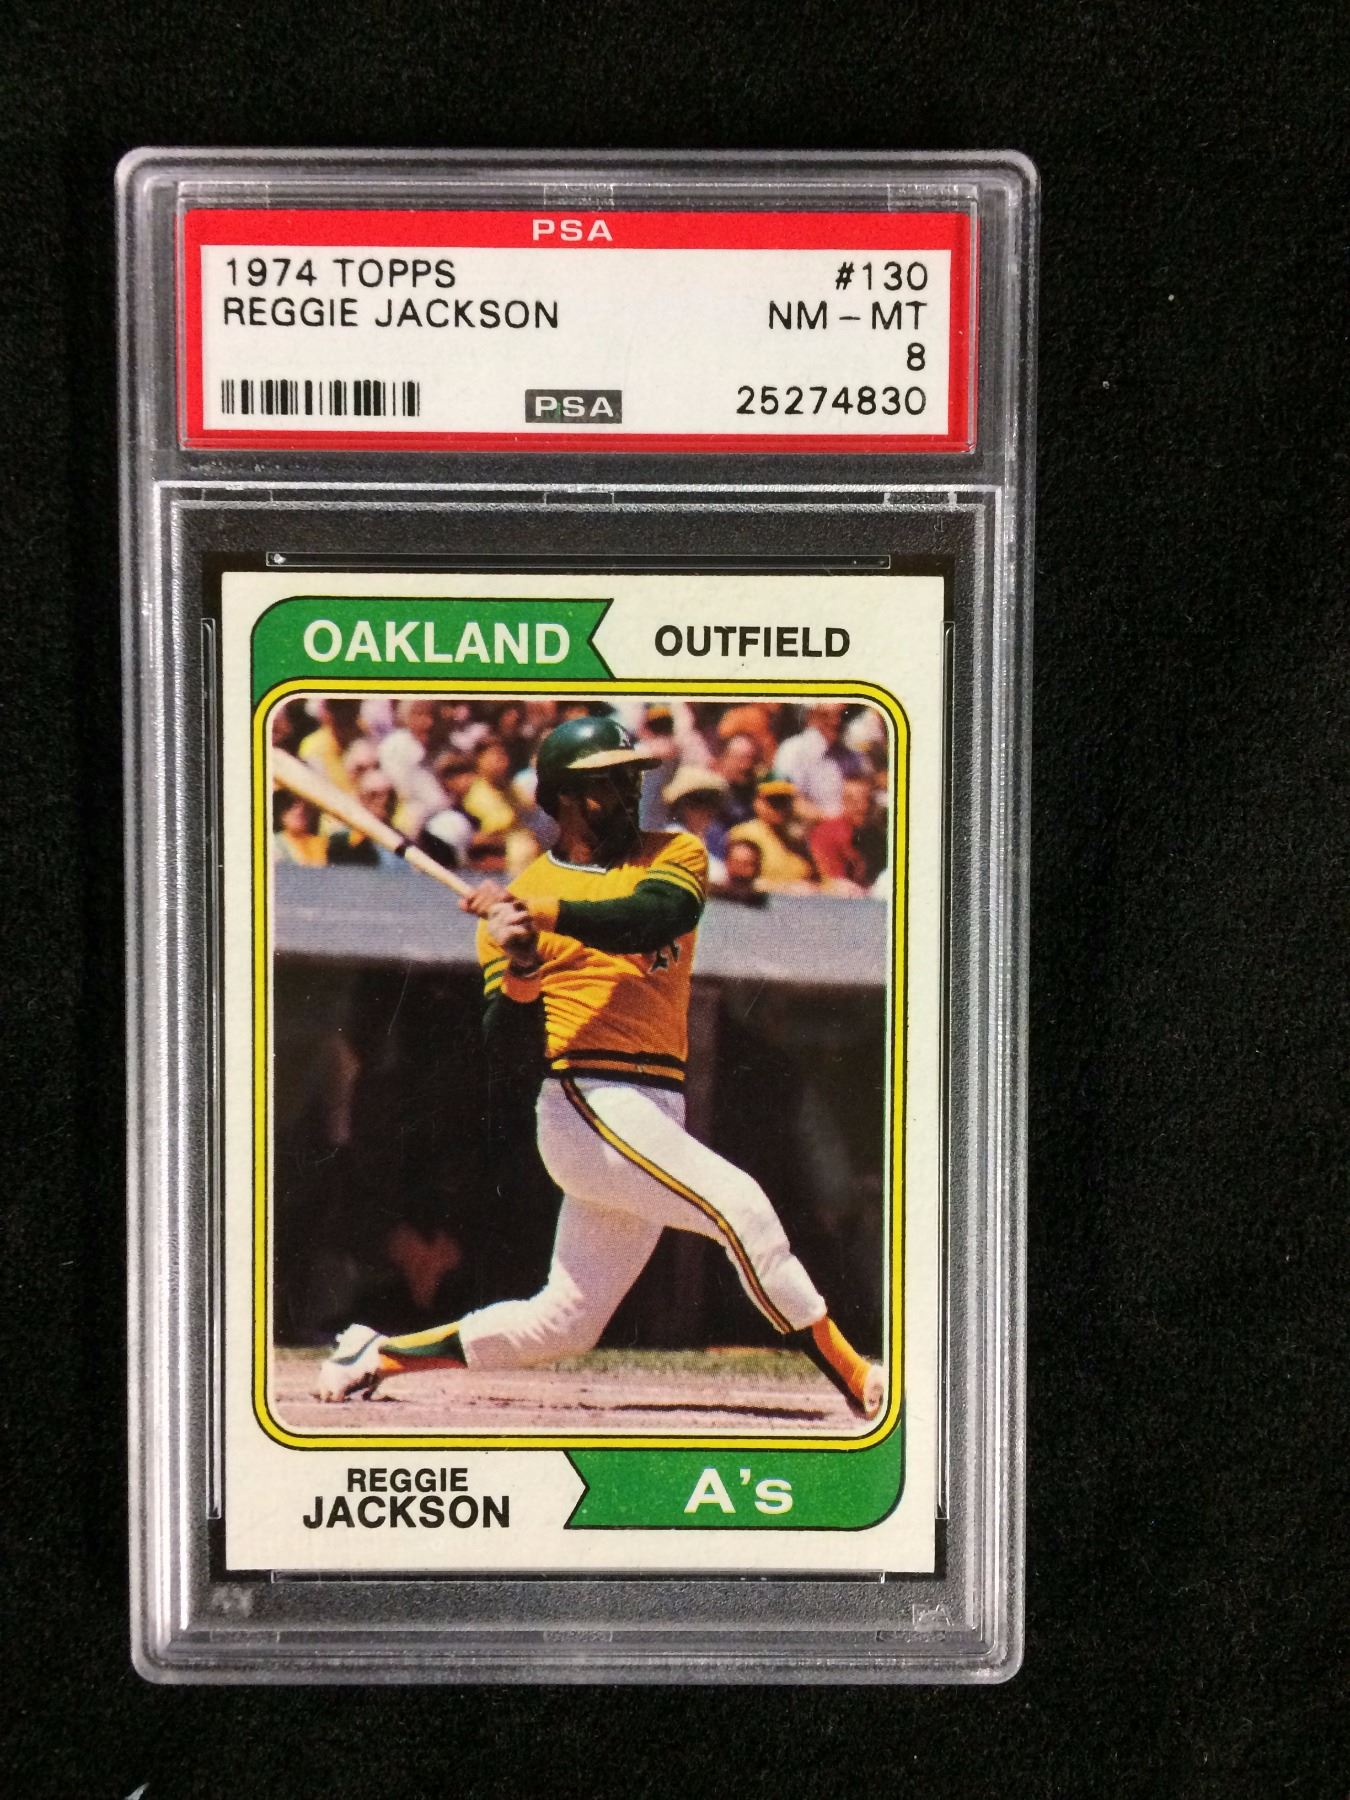 PSA
1974 TOPPS #130
REGGIE JACKSON NM-MT
8
PSA 25274830
OAKLAND OUTFIELD
REGGIE
JACKSON
A's